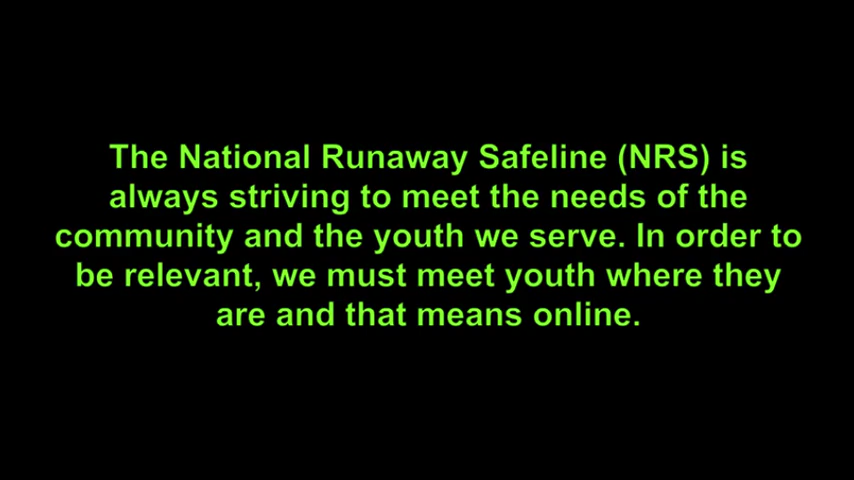 The National Runaway Safeline (NRS) is
always striving to meet the needs of the
community and the youth we serve. In order to
be relevant, we must meet youth where they
are and that means online.